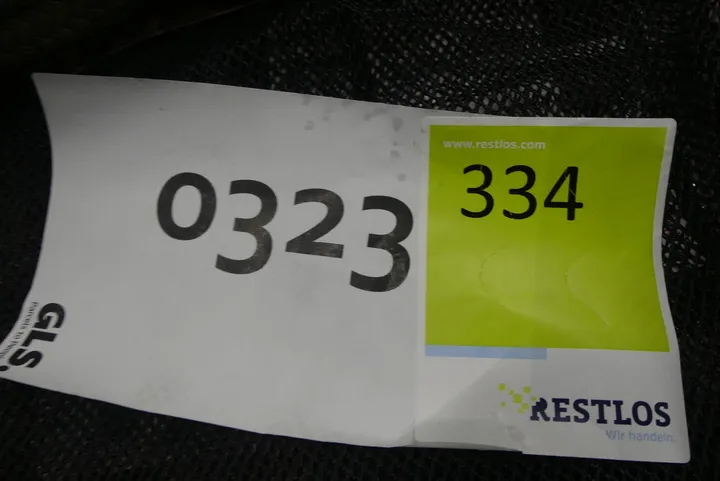 0323
GLS.
www.restlos.com
334
RESTLOS
Wir handeln.